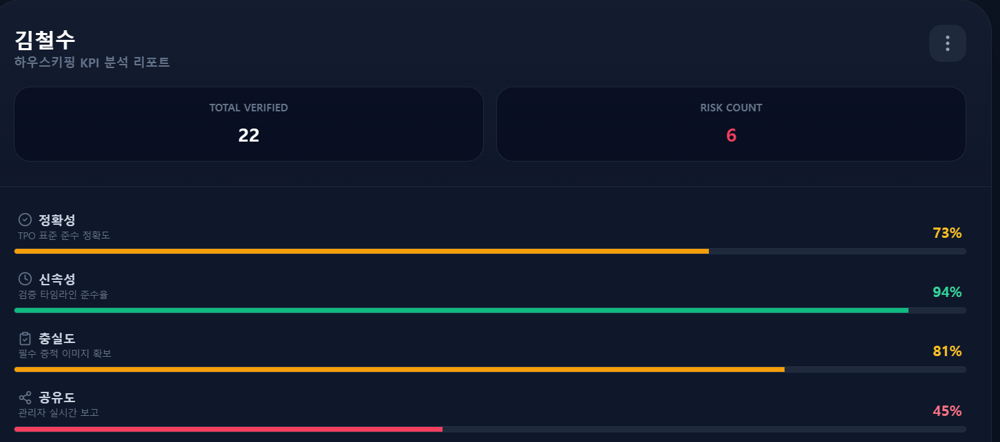 김철수
하우스키핑 KPI 분석 리포트
TOTAL VERIFIED
22
RISK COUNT
6
정확성
TPO 표준 준수 정확도
73%
신속성
검증 타임라인 준수율
94%
충실도
필수 증적 이미지 확보
81%
공유도
관리자 실시간 보고
45%